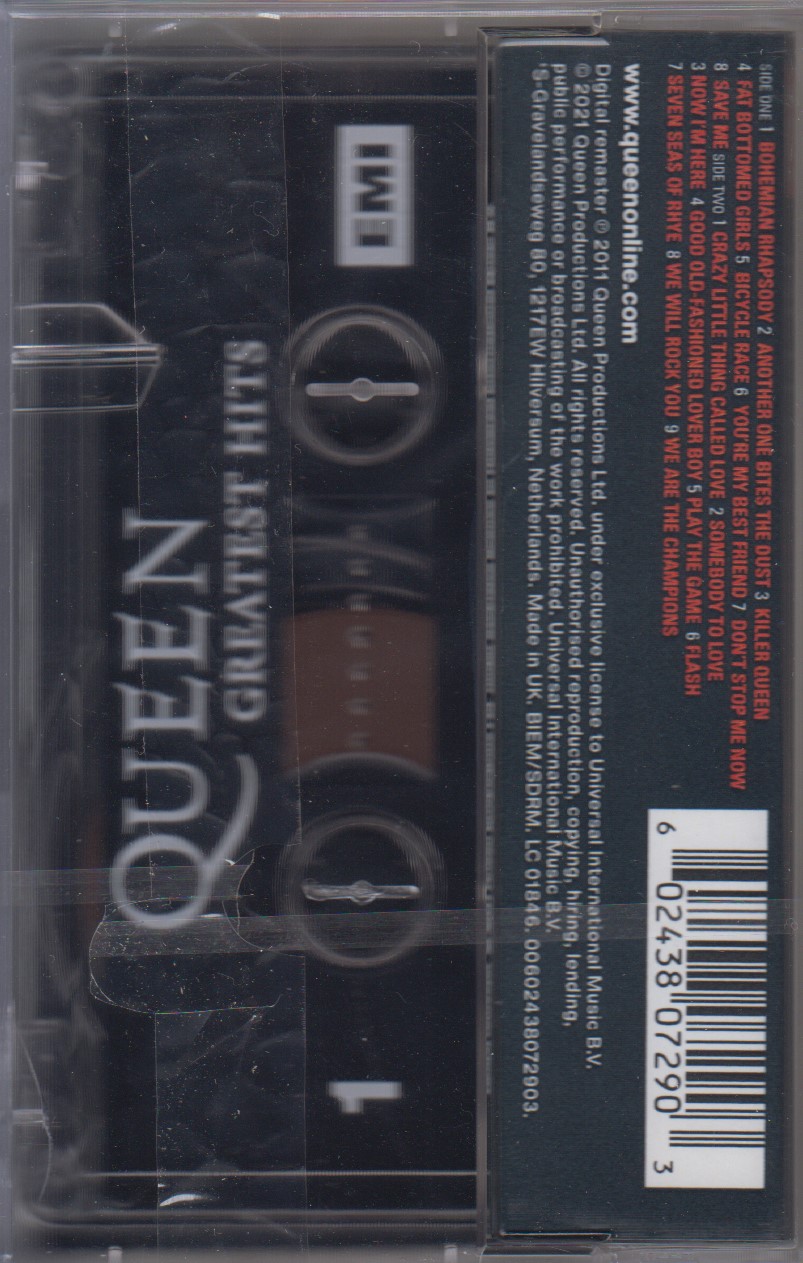 SIDE ONE 1 BOHEMIAN RHAPSODY 2 ANOTHER ONE BITES THE DUST 3 KILLER QUEEN
4 FAT BOTTOMED GIRLS 5 BICYCLE RACE 6 YOU'RE MY BEST FRIEND 7 DON'T STOP ME NOW
8 SAVE ME SIDE TWO 1 CRAZY LITTLE THING CALLED LOVE 2 SOMEBODY TO LOVE
3 NOW I'M HERE 4 GOOD OLD-FASHIONED LOVER BOY 5 PLAY THE GAME 6 FLASH
7 SEVEN SEAS OF RHYE 8 WE WILL ROCK YOU 9 WE ARE THE CHAMPIONS
www.queenonline.com
Digital remaster ℗ 2011 Queen Productions Ltd. under exclusive license to Universal International Music B.V.
© 2021 Queen Productions Ltd. All rights reserved. Unauthorised reproduction, copying, hiring, lending,
public performance or broadcasting of the work prohibited. Universal International Music B.V.
'S-Gravelandseweg 80, 1217EW Hilversum, Netherlands. Made in UK. BIEM/SDRM. LC 01846. 00602438072903.
6 02438 07290 3
EMI
1
GREATEST HITS
QUEEN